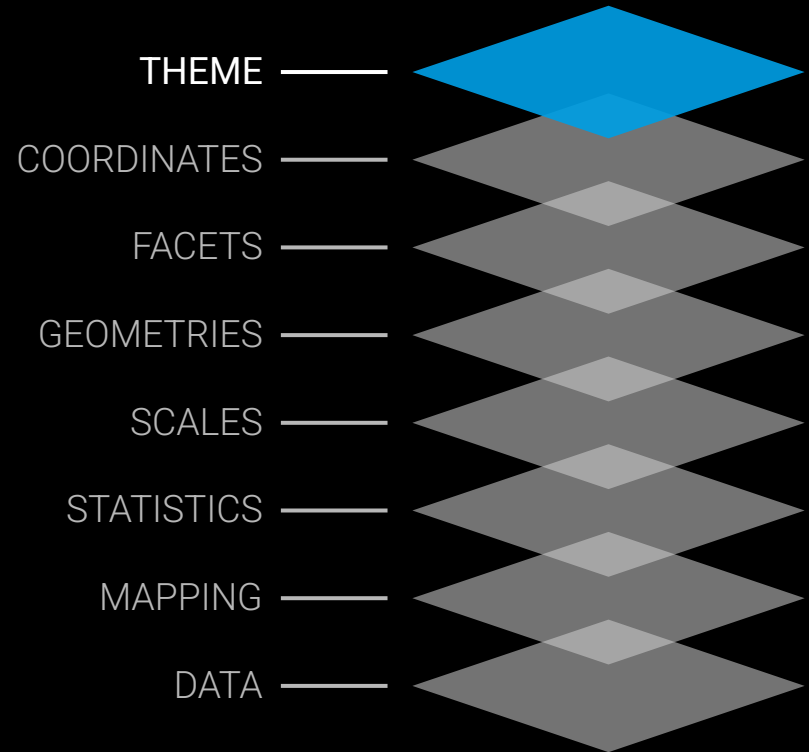 THEME
COORDINATES
FACETS
GEOMETRIES
SCALES
STATISTICS
MAPPING
DATA